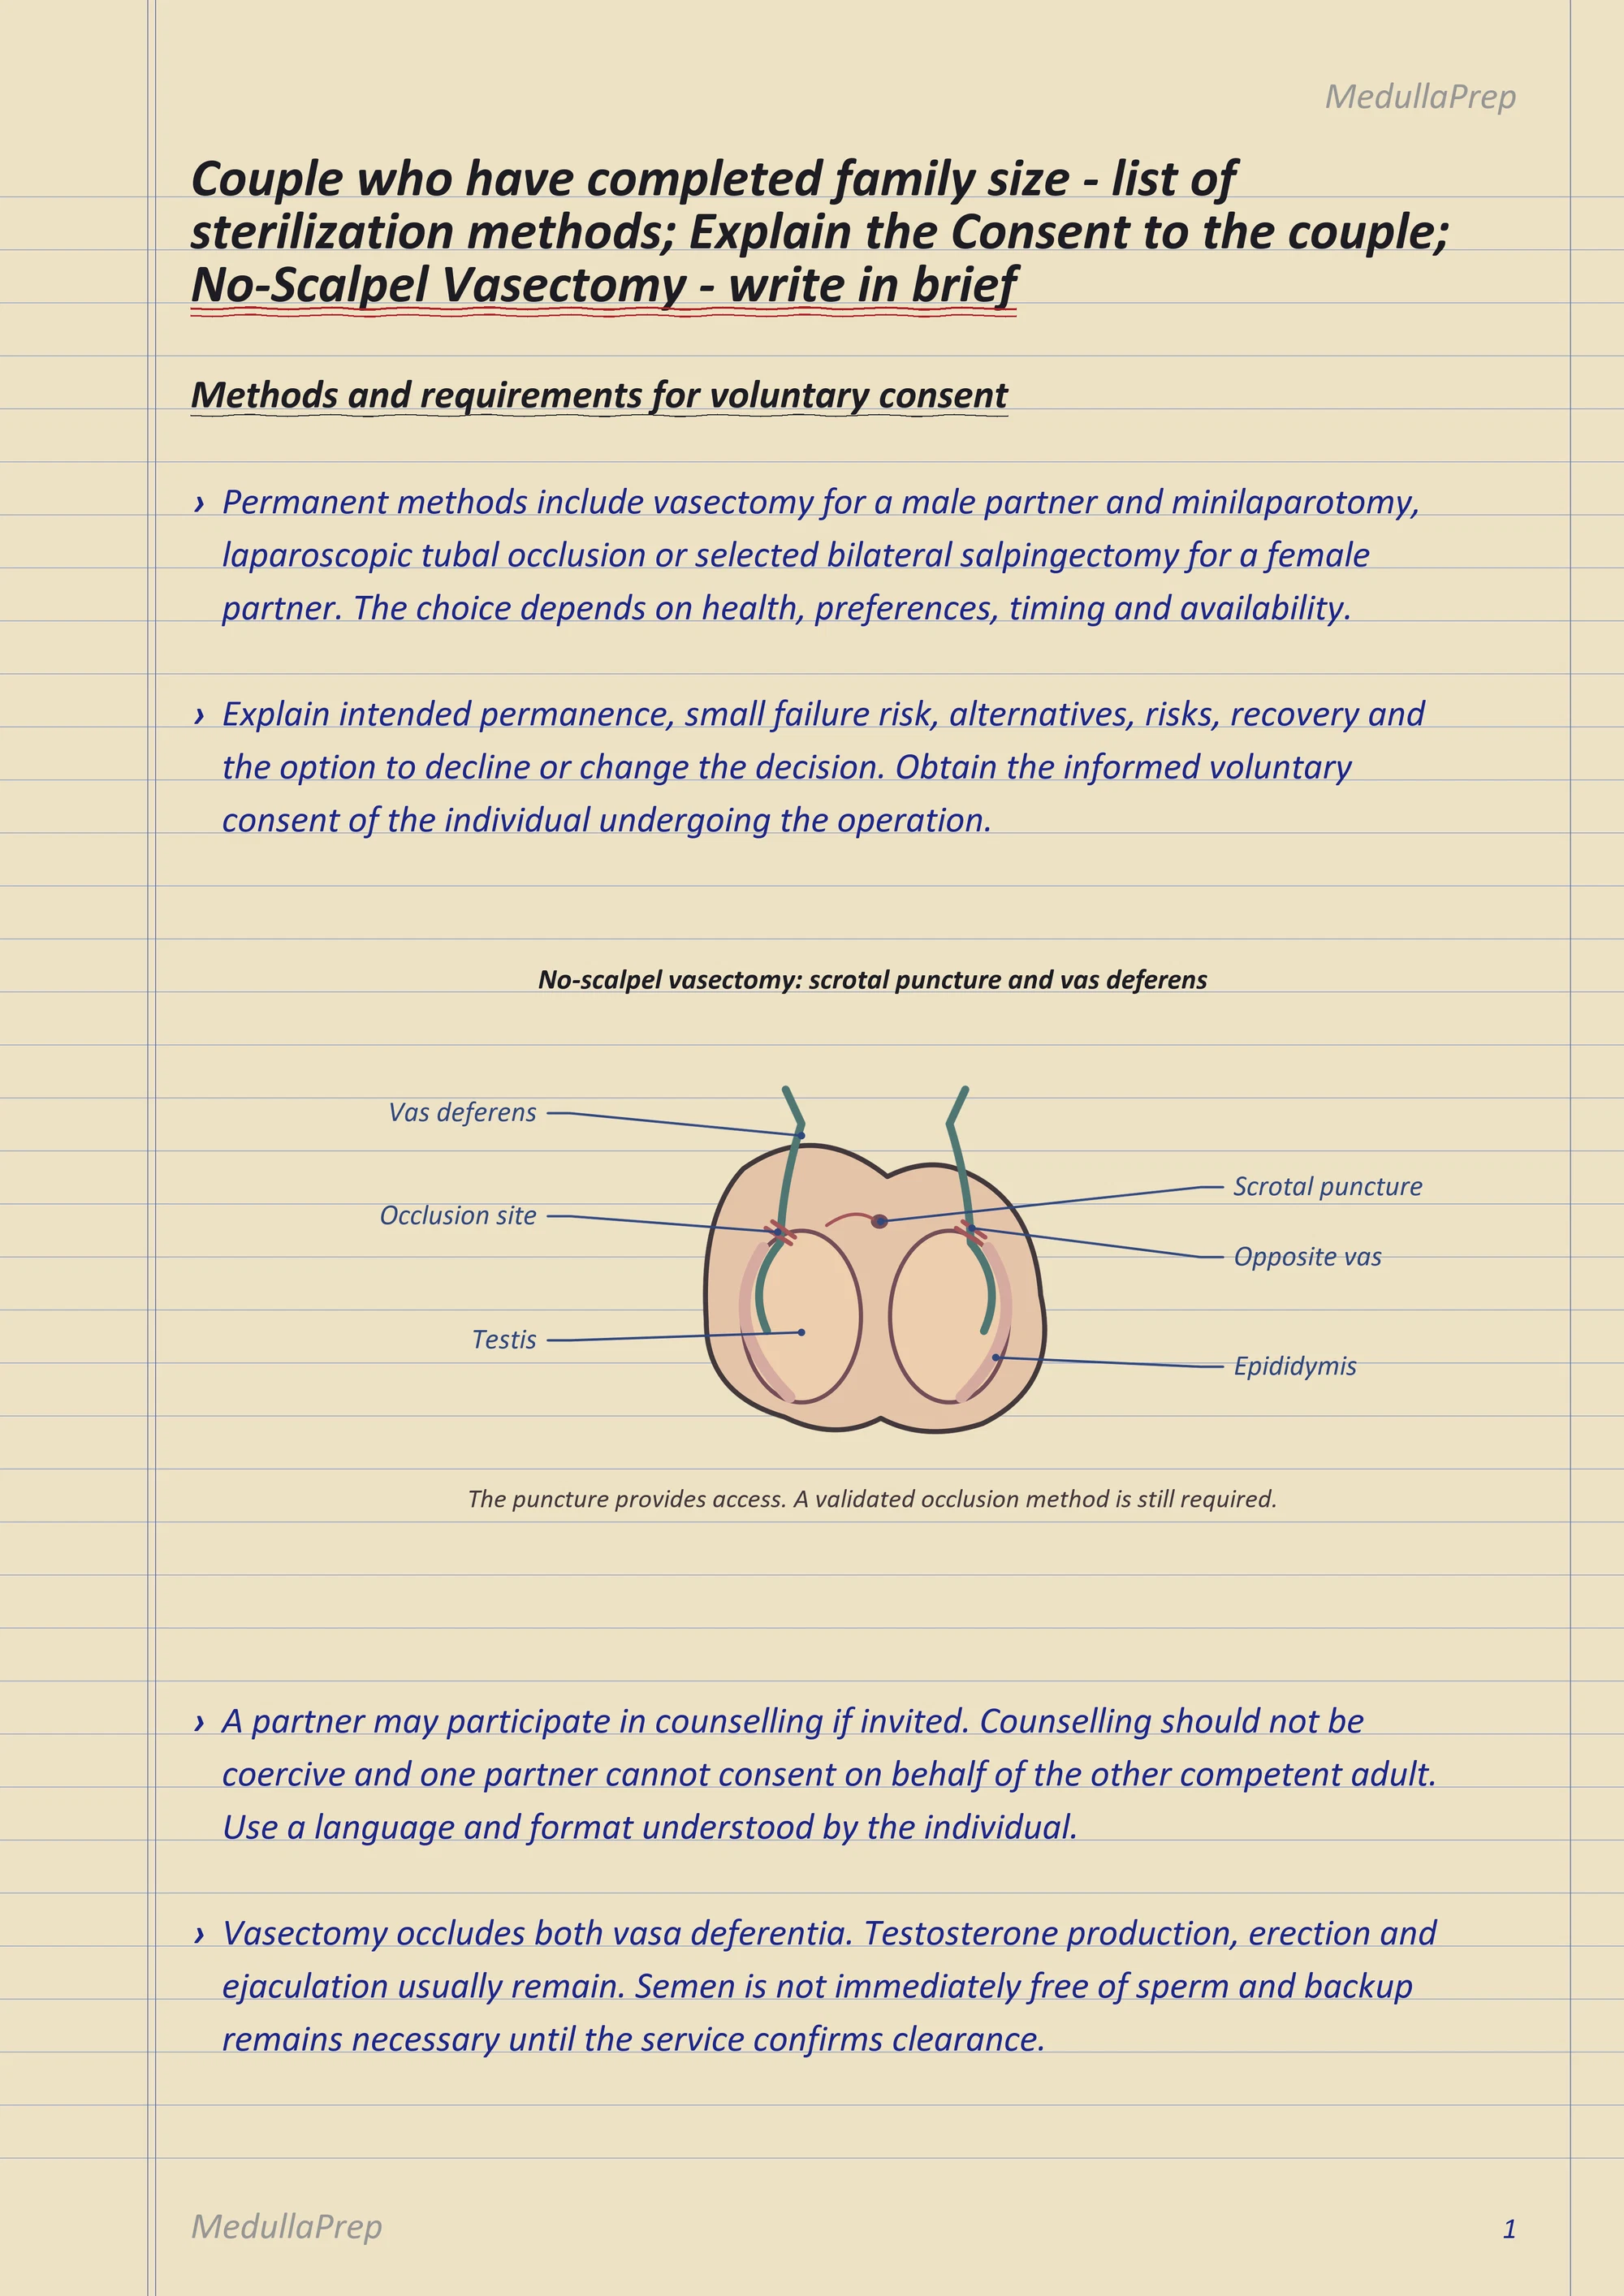 MedullaPrep
Couple who have completed family size - list of
sterilization methods; Explain the Consent to the couple;
No-Scalpel Vasectomy - write in brief
Methods and requirements for voluntary consent
› Permanent methods include vasectomy for a male partner and minilaparotomy,
laparoscopic tubal occlusion or selected bilateral salpingectomy for a female
partner. The choice depends on health, preferences, timing and availability.
› Explain intended permanence, small failure risk, alternatives, risks, recovery and
the option to decline or change the decision. Obtain the informed voluntary
consent of the individual undergoing the operation.
No-scalpel vasectomy: scrotal puncture and vas deferens
Vas deferens
Scrotal puncture
Occlusion site
Opposite vas
Testis
Epididymis
The puncture provides access. A validated occlusion method is still required.
› A partner may participate in counselling if invited. Counselling should not be
coercive and one partner cannot consent on behalf of the other competent adult.
Use a language and format understood by the individual.
› Vasectomy occludes both vasa deferentia. Testosterone production, erection and
ejaculation usually remain. Semen is not immediately free of sperm and backup
remains necessary until the service confirms clearance.
MedullaPrep
1